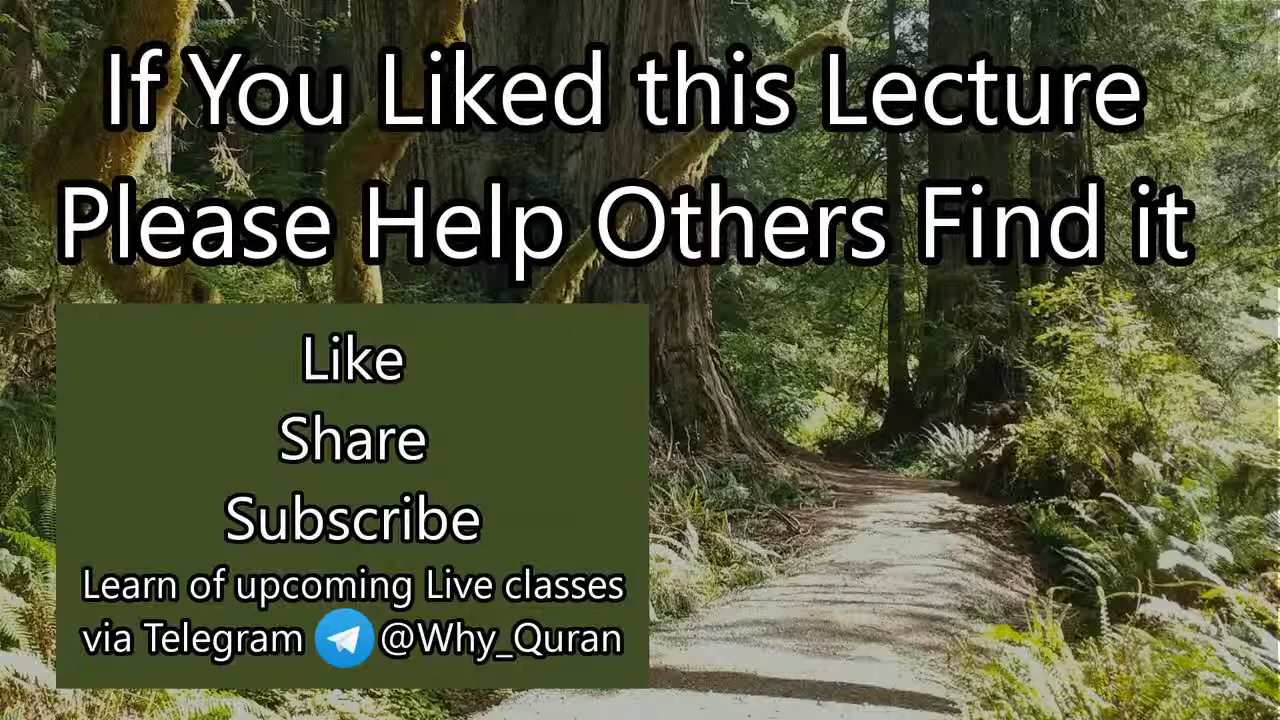 If You Liked this Lecture
Please Help Others Find it
Like
Share
Subscribe
Learn of upcoming Live classes
via Telegram @Why_Quran